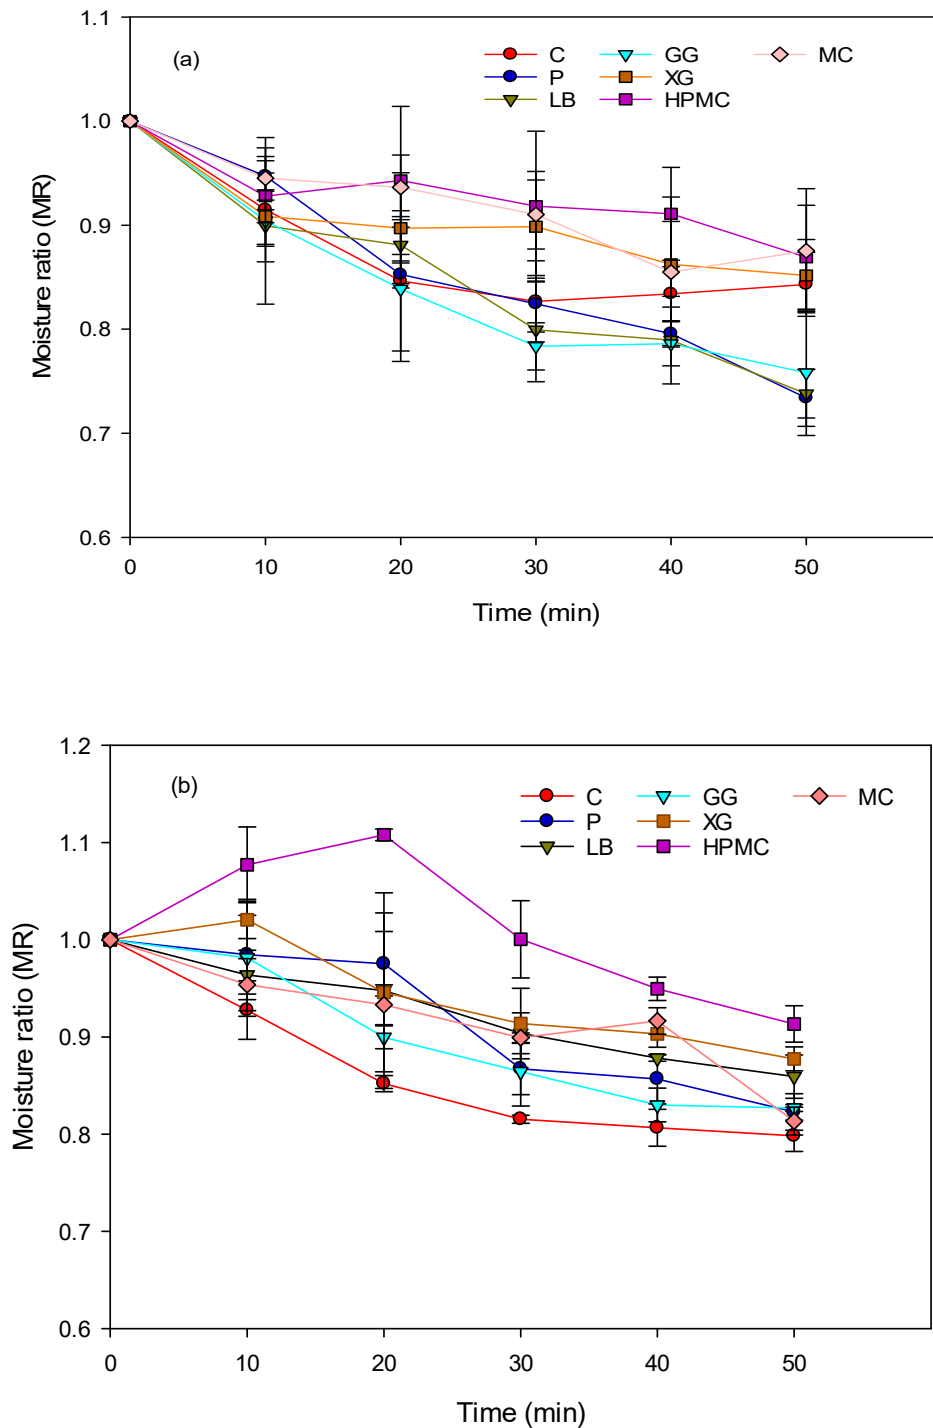 1.1
(a)
C GG MC
P XG
LB HPMC
1.0
0.9
0.8
0.7
0.6
Moisture ratio (MR)
0 10 20 30 40 50
Time (min)
1.2
(b)
C GG MC
P XG
LB HPMC
1.1
1.0
0.9
0.8
0.7
0.6
Moisture ratio (MR)
0 10 20 30 40 50
Time (min)